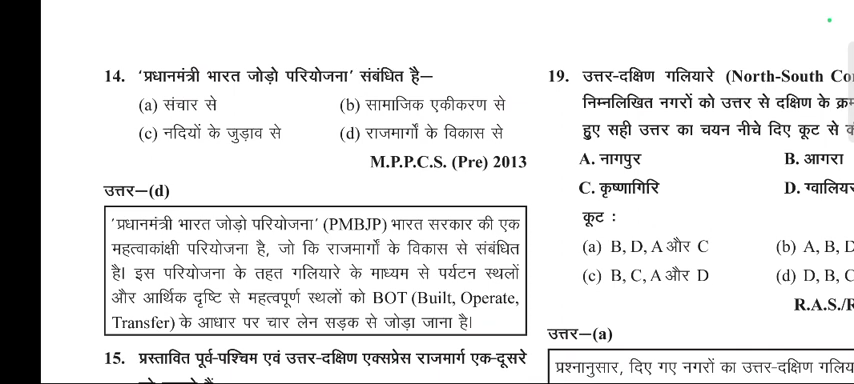 14. 'प्रधानमंत्री भारत जोड़ो परियोजना' संबंधित है—
(a) संचार से (b) सामाजिक एकीकरण से
(c) नदियों के जुड़ाव से (d) राजमार्गों के विकास से
M.P.P.C.S. (Pre) 2013
उत्तर—(d)
'प्रधानमंत्री भारत जोड़ो परियोजना' (PMBJP) भारत सरकार की एक
महत्वाकांक्षी परियोजना है, जो कि राजमार्गों के विकास से संबंधित
है। इस परियोजना के तहत गलियारे के माध्यम से पर्यटन स्थलों
और आर्थिक दृष्टि से महत्वपूर्ण स्थलों को BOT (Built, Operate,
Transfer) के आधार पर चार लेन सड़क से जोड़ा जाना है।
15. प्रस्तावित पूर्व-पश्चिम एवं उत्तर-दक्षिण एक्सप्रेस राजमार्ग एक-दूसरे
19. उत्तर-दक्षिण गलियारे (North-South
निम्नलिखित नगरों को उत्तर से दक्षिण के
हुए सही उत्तर का चयन नीचे दिए कूट से
A. नागपुर B. आगरा
C. कृष्णागिरि D.
कूट :
(a) B, D, A और C (b) A, B,
(c) B, C, A और D (d) D, B, C
R.A.S./
उत्तर—(a)
प्रश्नानुसार, दिए गए नगरों का उत्तर-दक्षिण